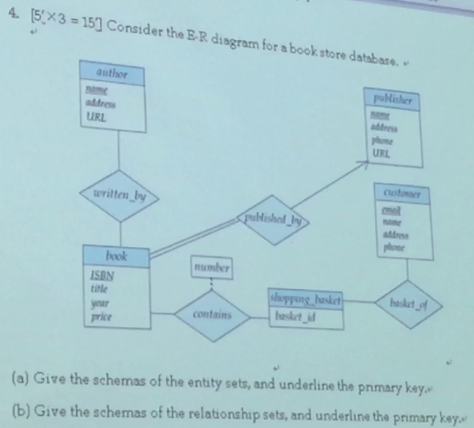 4. [5'×3 = 15'] Consider the E-R diagram for a book store database.
author
name
address
URL
publisher
name
address
phone
URL
written_by
customer
email
name
address
phone
published_by
book
ISBN
title
year
price
number
contains
shopping_basket
basket_id
basket_of
(a) Give the schemas of the entity sets, and underline the primary key.
(b) Give the schemas of the relationship sets, and underline the primary key.